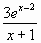 3e^{x−2}
x + 1